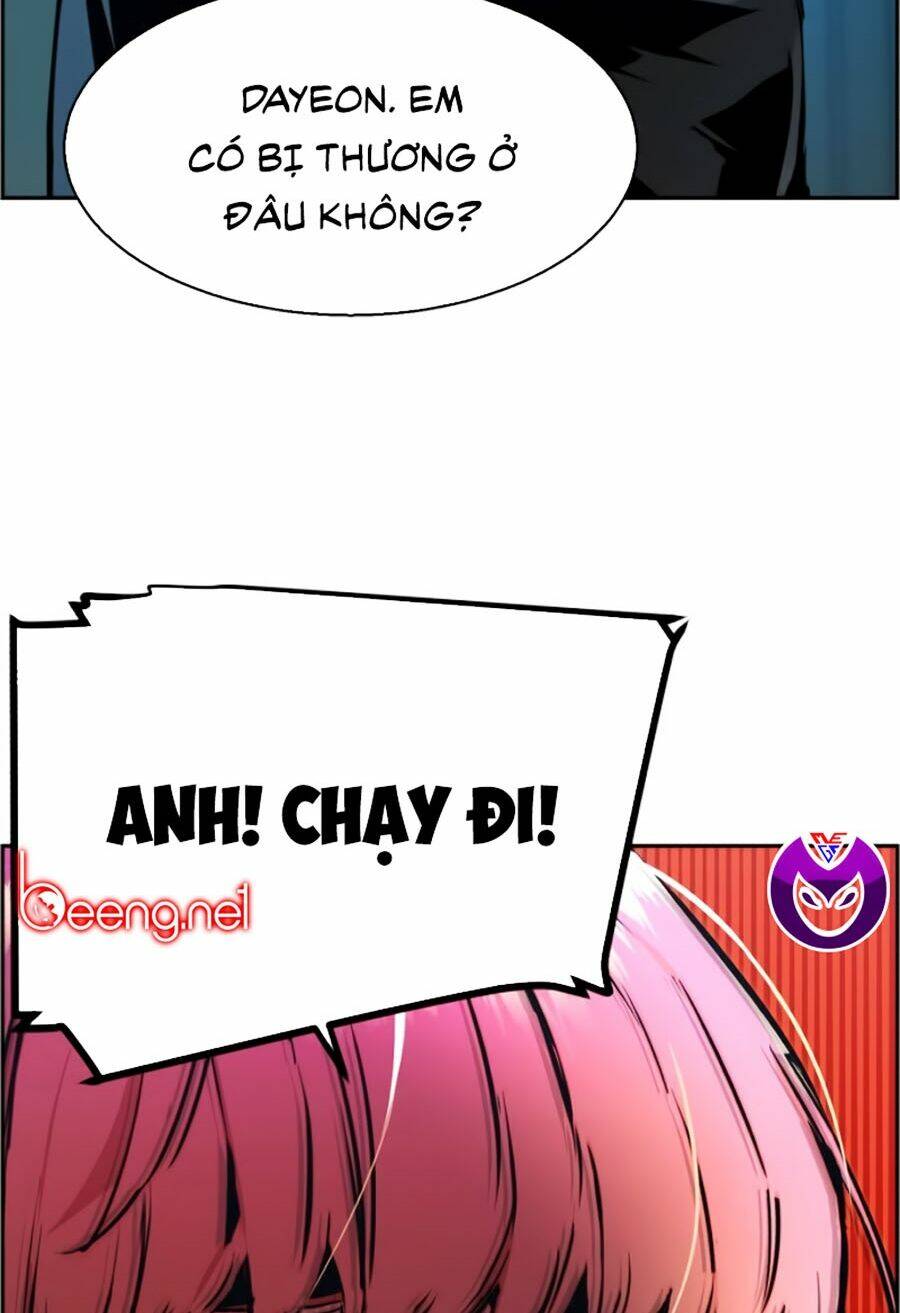 DAYEON. EM
CÓ BỊ THƯƠNG Ở
ĐÂU KHÔNG?
ANH! CHẠY ĐI!
beeng.net